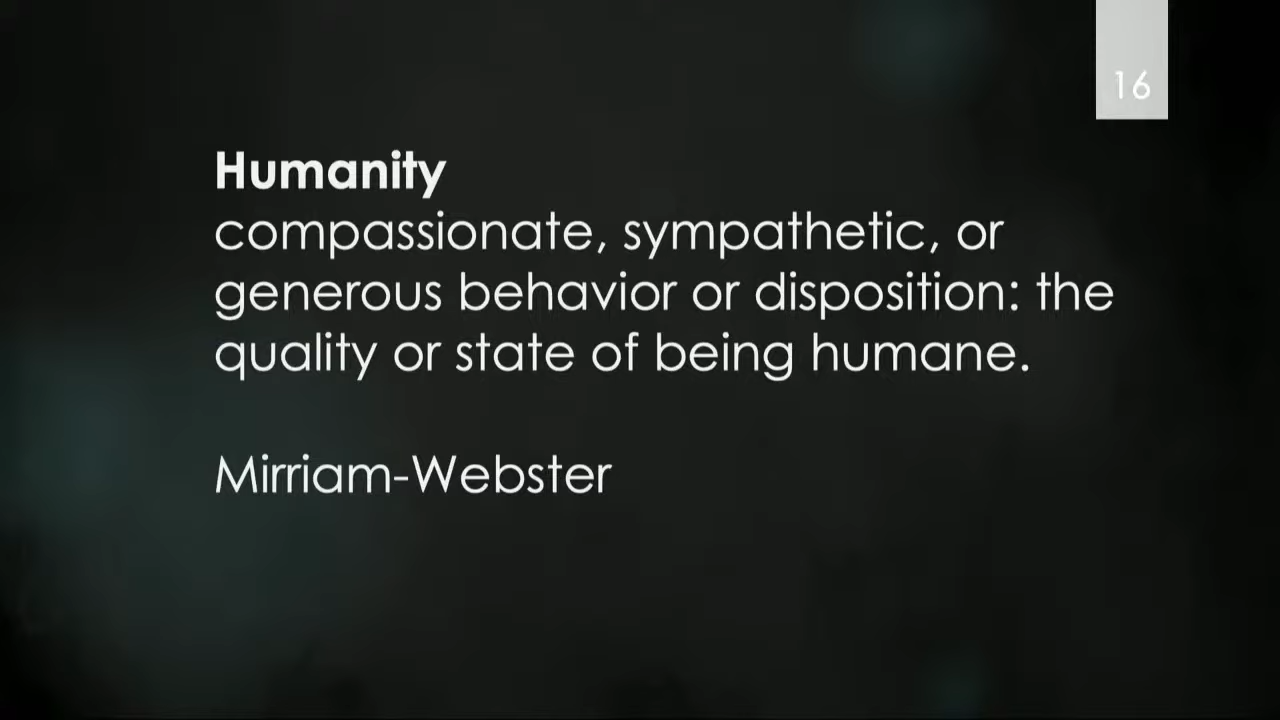 16
Humanity
compassionate, sympathetic, or
generous behavior or disposition: the
quality or state of being humane.
Mirriam-Webster